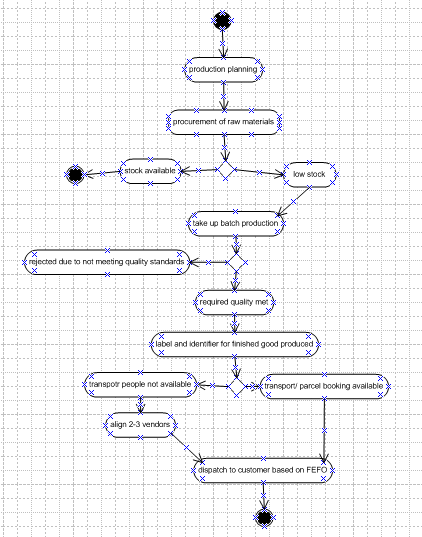 production planning
procurement of raw materials
stock available
low stock
take up batch production
rejected due to not meeting quality standards
required quality met
label and identifier for finished good produced
transpotr people not available
transport/ parcel booking available
align 2-3 vendors
dispatch to customer based on FEFO